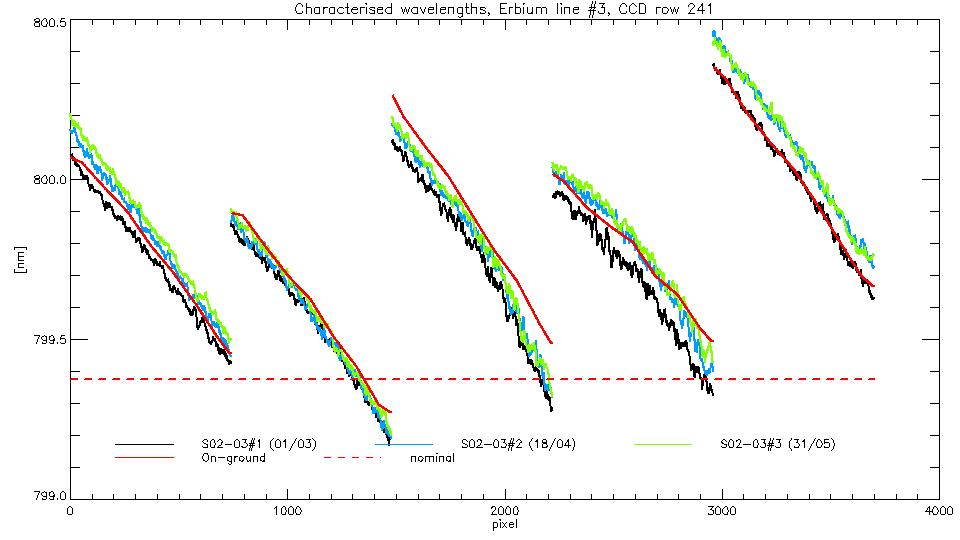 Characterised wavelengths, Erbium line #3, CCD row 241
800.5
800.0
[nm]
799.5
S02-03#1 (01/03) S02-03#2 (18/04) S02-03#3 (31/05)
On-ground nominal
799.0
0 1000 2000 3000 4000
pixel